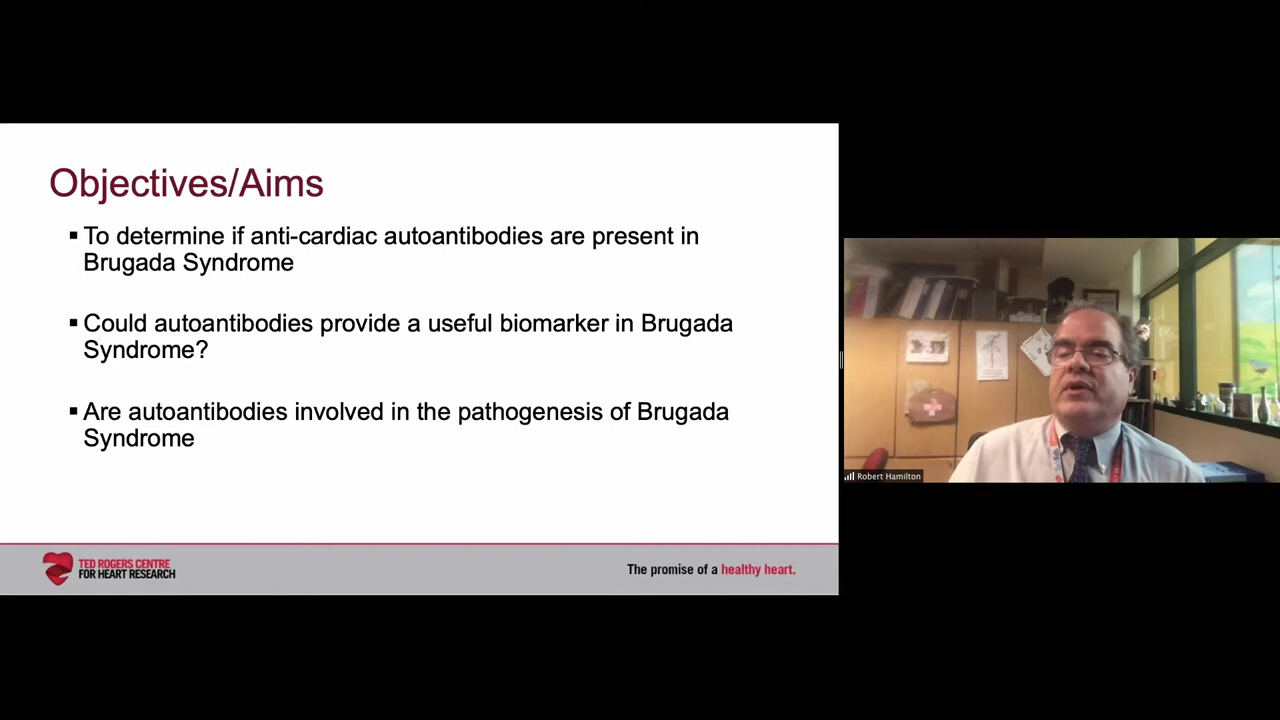 Objectives/Aims
▪ To determine if anti-cardiac autoantibodies are present in
Brugada Syndrome
▪ Could autoantibodies provide a useful biomarker in Brugada
Syndrome?
▪ Are autoantibodies involved in the pathogenesis of Brugada
Syndrome
TED ROGERS CENTRE
FOR HEART RESEARCH
The promise of a healthy heart.
Robert Hamilton